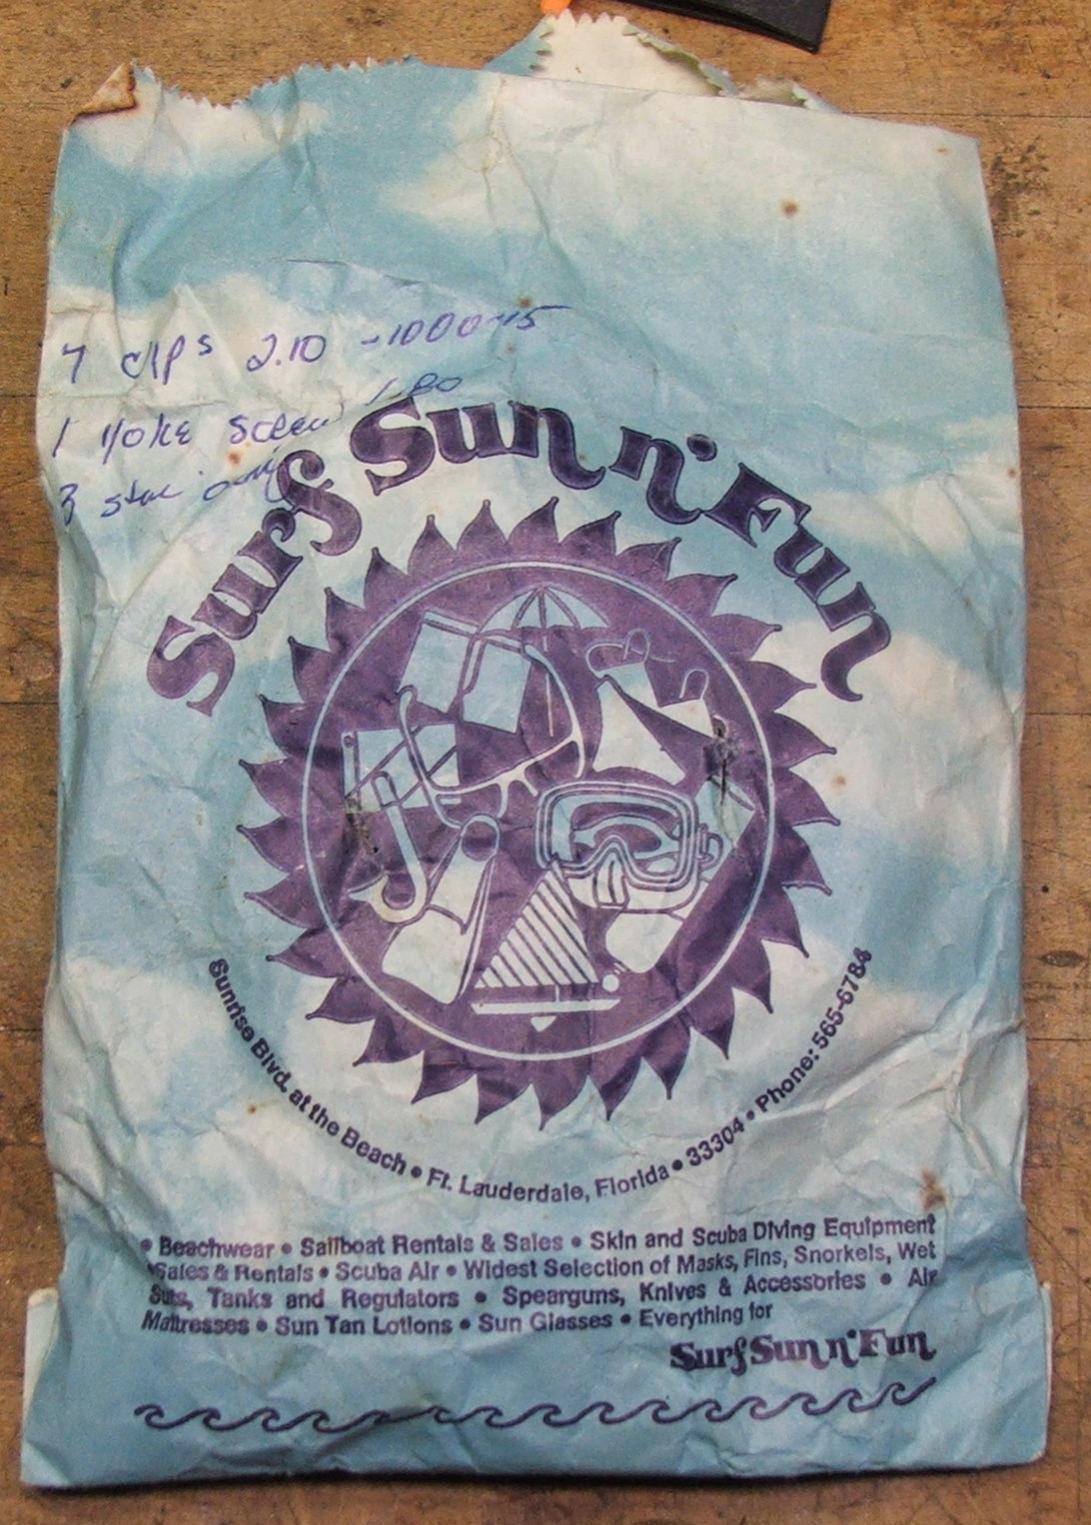 7 clips 2.10 -1000-15
1 yoke screw 1.80
3
Surf Sun n' Fun
Sunrise Blvd. at the Beach • Ft. Lauderdale, Florida • 33304 • Phone: 565-6784
• Beachwear • Sailboat Rentals & Sales • Skin and Scuba Diving Equipment
Sales & Rentals • Scuba Air • Widest Selection of Masks, Fins, Snorkels, Wet
Suits, Tanks and Regulators • Spearguns, Knives & Accessories • Air
Mattresses • Sun Tan Lotions • Sun Glasses • Everything for
Surf Sun n' Fun